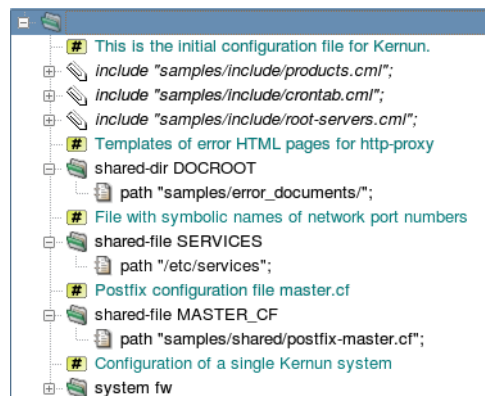 # This is the initial configuration file for Kernun.
include "samples/include/products.cml";
include "samples/include/crontab.cml";
include "samples/include/root-servers.cml";
# Templates of error HTML pages for http-proxy
shared-dir DOCROOT
path "samples/error_documents/";
# File with symbolic names of network port numbers
shared-file SERVICES
path "/etc/services";
# Postfix configuration file master.cf
shared-file MASTER_CF
path "samples/shared/postfix-master.cf";
# Configuration of a single Kernun system
system fw